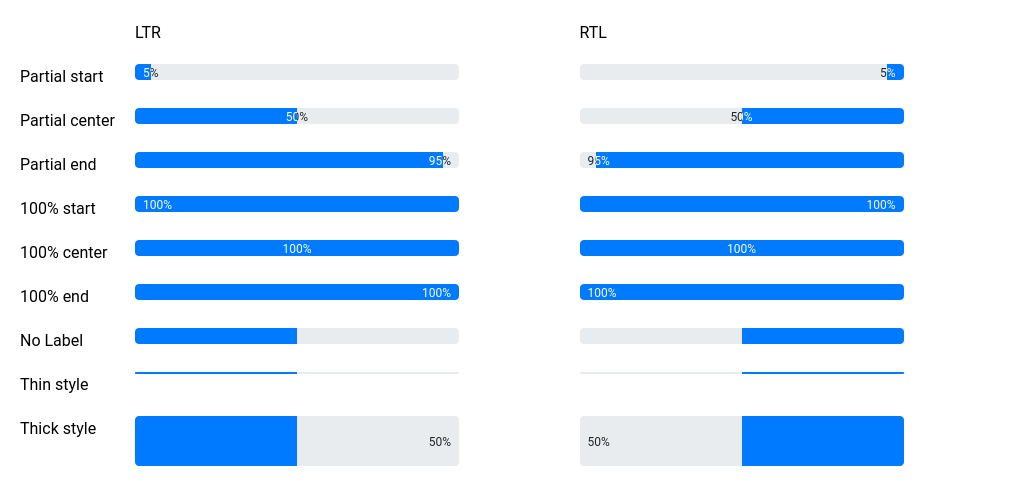 LTR RTL
Partial start 5% 5%
Partial center 50% 50%
Partial end 95% 95%
100% start 100% 100%
100% center 100% 100%
100% end 100% 100%
No Label
Thin style
Thick style 50% 50%